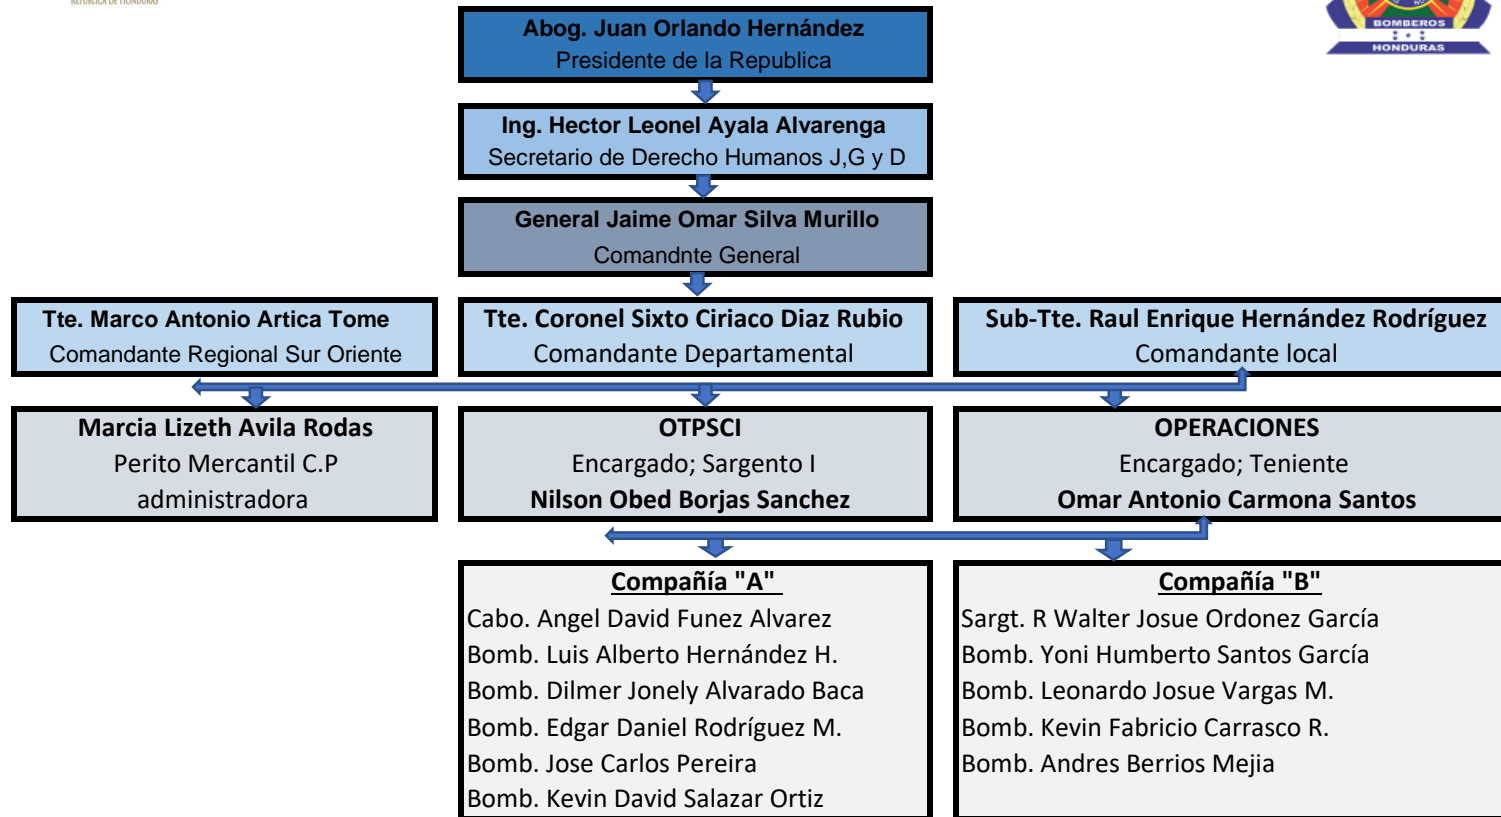 REPUBLICA DE HONDURAS
BOMBEROS
HONDURAS
Abog. Juan Orlando Hernández
Presidente de la Republica
Ing. Hector Leonel Ayala Alvarenga
Secretario de Derecho Humanos J,G y D
General Jaime Omar Silva Murillo
Comandnte General
Tte. Marco Antonio Artica Tome
Comandante Regional Sur Oriente
Tte. Coronel Sixto Ciriaco Diaz Rubio
Comandante Departamental
Sub-Tte. Raul Enrique Hernández Rodríguez
Comandante local
Marcia Lizeth Avila Rodas
Perito Mercantil C.P
administradora
OTPSCI
Encargado; Sargento I
Nilson Obed Borjas Sanchez
OPERACIONES
Encargado; Teniente
Omar Antonio Carmona Santos
Compañía "A"
Cabo. Angel David Funez Alvarez
Bomb. Luis Alberto Hernández H.
Bomb. Dilmer Jonely Alvarado Baca
Bomb. Edgar Daniel Rodríguez M.
Bomb. Jose Carlos Pereira
Bomb. Kevin David Salazar Ortiz
Compañía "B"
Sargt. R Walter Josue Ordonez García
Bomb. Yoni Humberto Santos García
Bomb. Leonardo Josue Vargas M.
Bomb. Kevin Fabricio Carrasco R.
Bomb. Andres Berrios Mejia